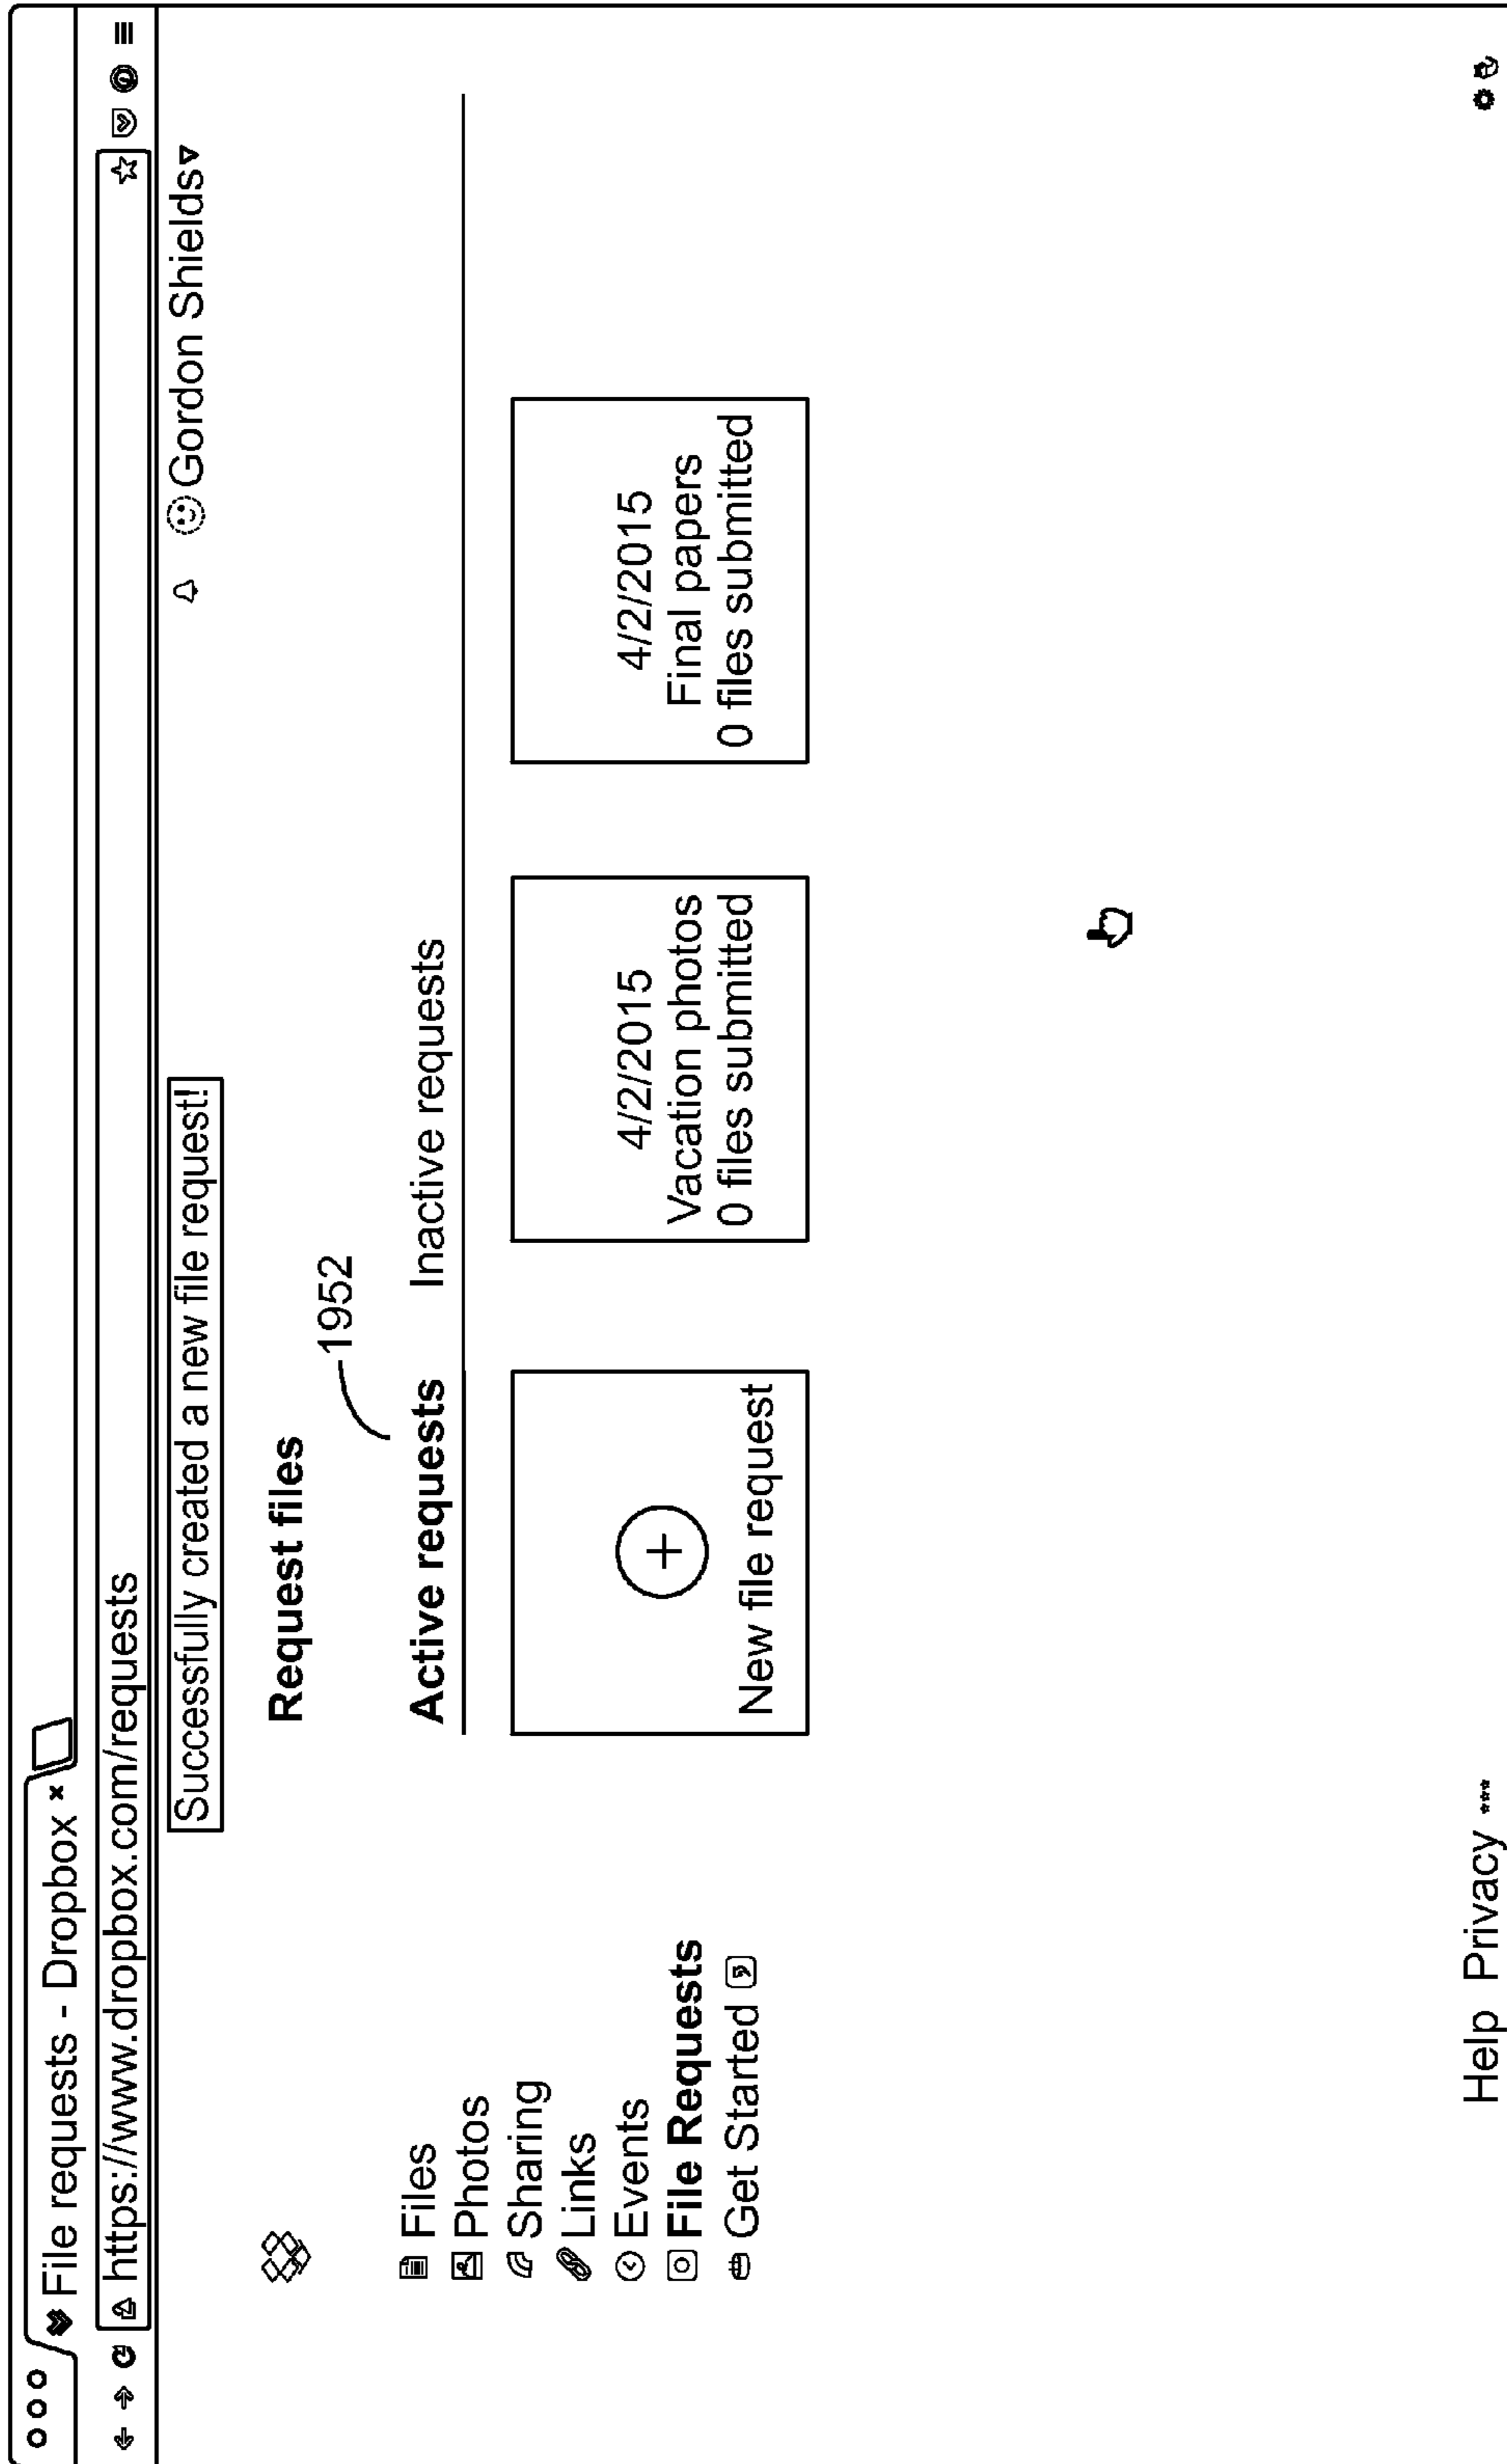 File requests - Dropbox
https://www.dropbox.com/requests
Successfully created a new file request!
Gordon Shields
Request files
1952
Active requests
Inactive requests
Files
Photos
Sharing
Links
Events
File Requests
Get Started
+
New file request
4/2/2015
Vacation photos
0 files submitted
4/2/2015
Final papers
0 files submitted
Help Privacy